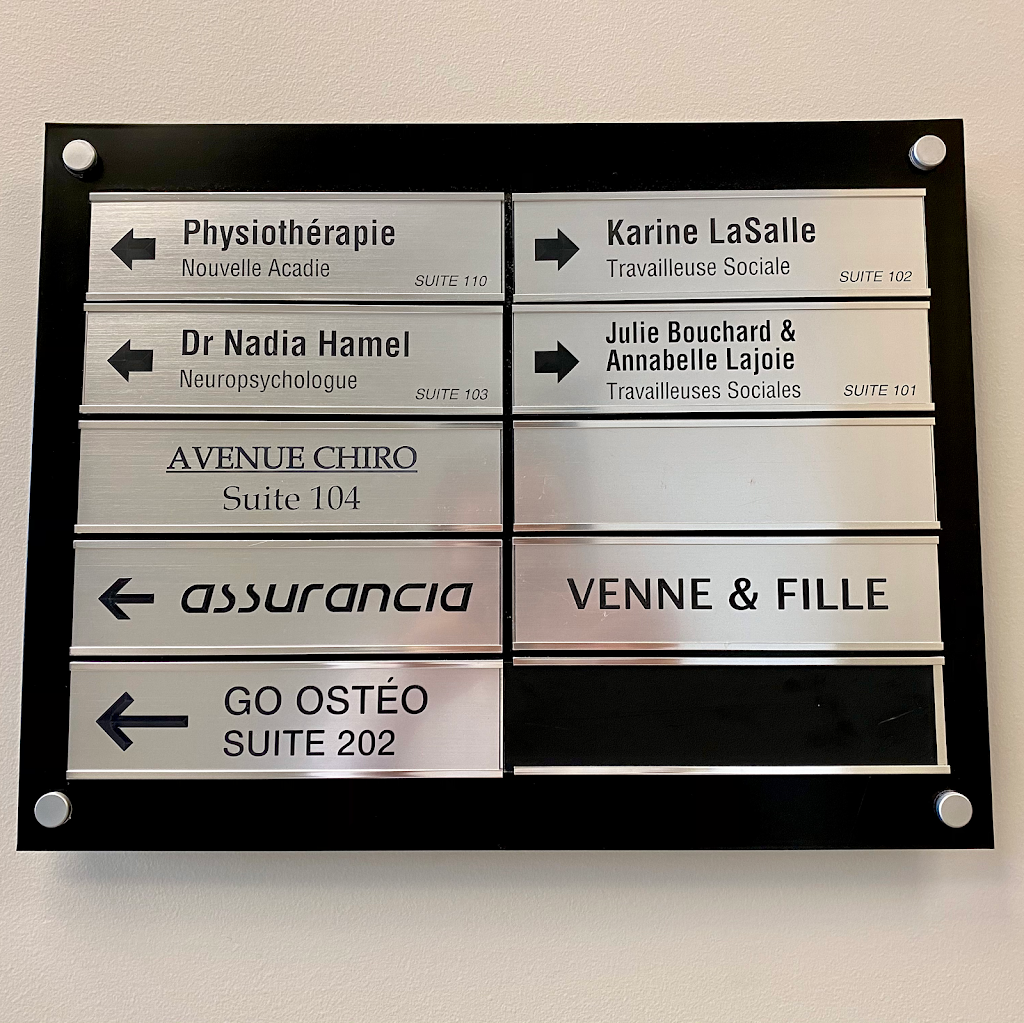 Physiothérapie
Nouvelle Acadie
SUITE 110
Karine LaSalle
Travailleuse Sociale
SUITE 102
Dr Nadia Hamel
Neuropsychologue
SUITE 103
Julie Bouchard &
Annabelle Lajoie
Travailleuses Sociales
SUITE 101
AVENUE CHIRO
Suite 104
assurancia
VENNE & FILLE
GO OSTÉO
SUITE 202